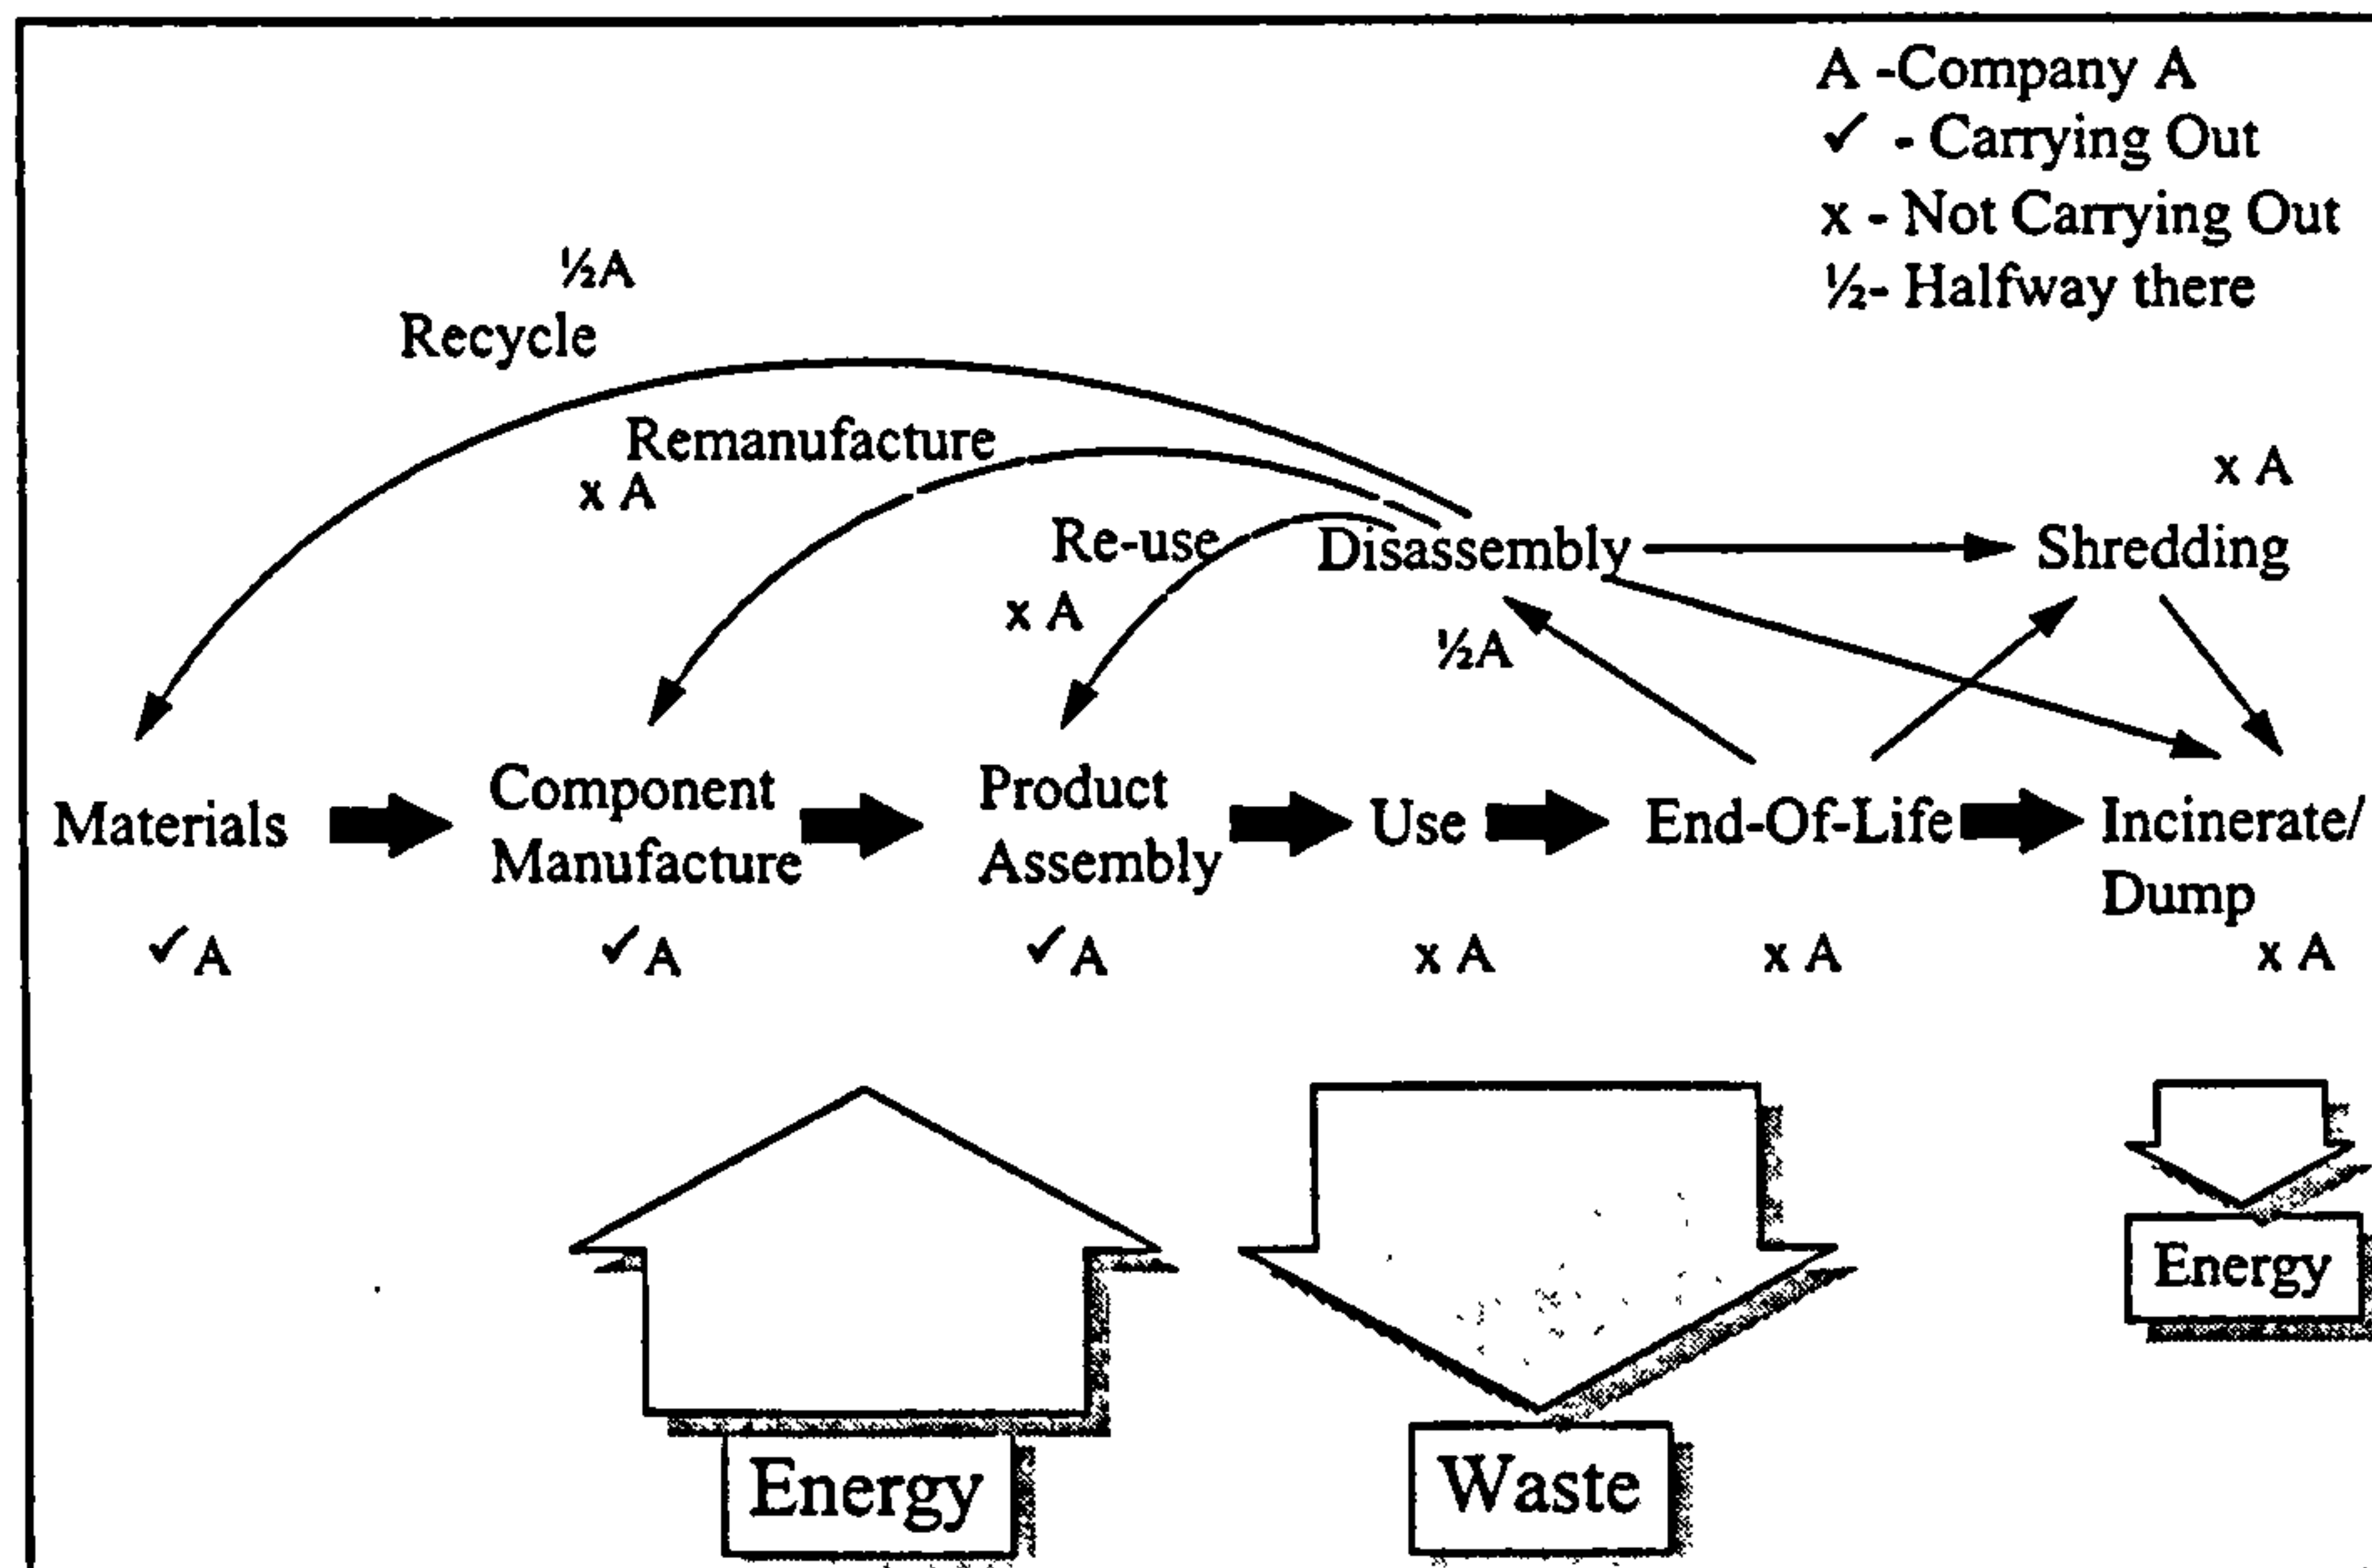 A -Company A
✓ - Carrying Out
x - Not Carrying Out
½- Halfway there
½A
Recycle
Remanufacture
x A
x A
Re-use
Disassembly
Shredding
x A
½A
Materials
Component
Manufacture
Product
Assembly
Use
End-Of-Life
Incinerate/
Dump
✓A
✓A
✓A
x A
x A
x A
Energy
Waste
Energy